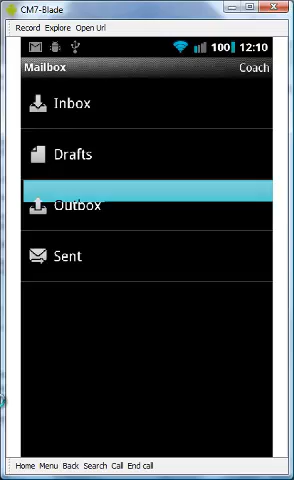 CM7-Blade
Record Explore Open Url
100 12:10
Mailbox Coach
Inbox
Drafts
Outbox
Sent
Home Menu Back Search Call End call